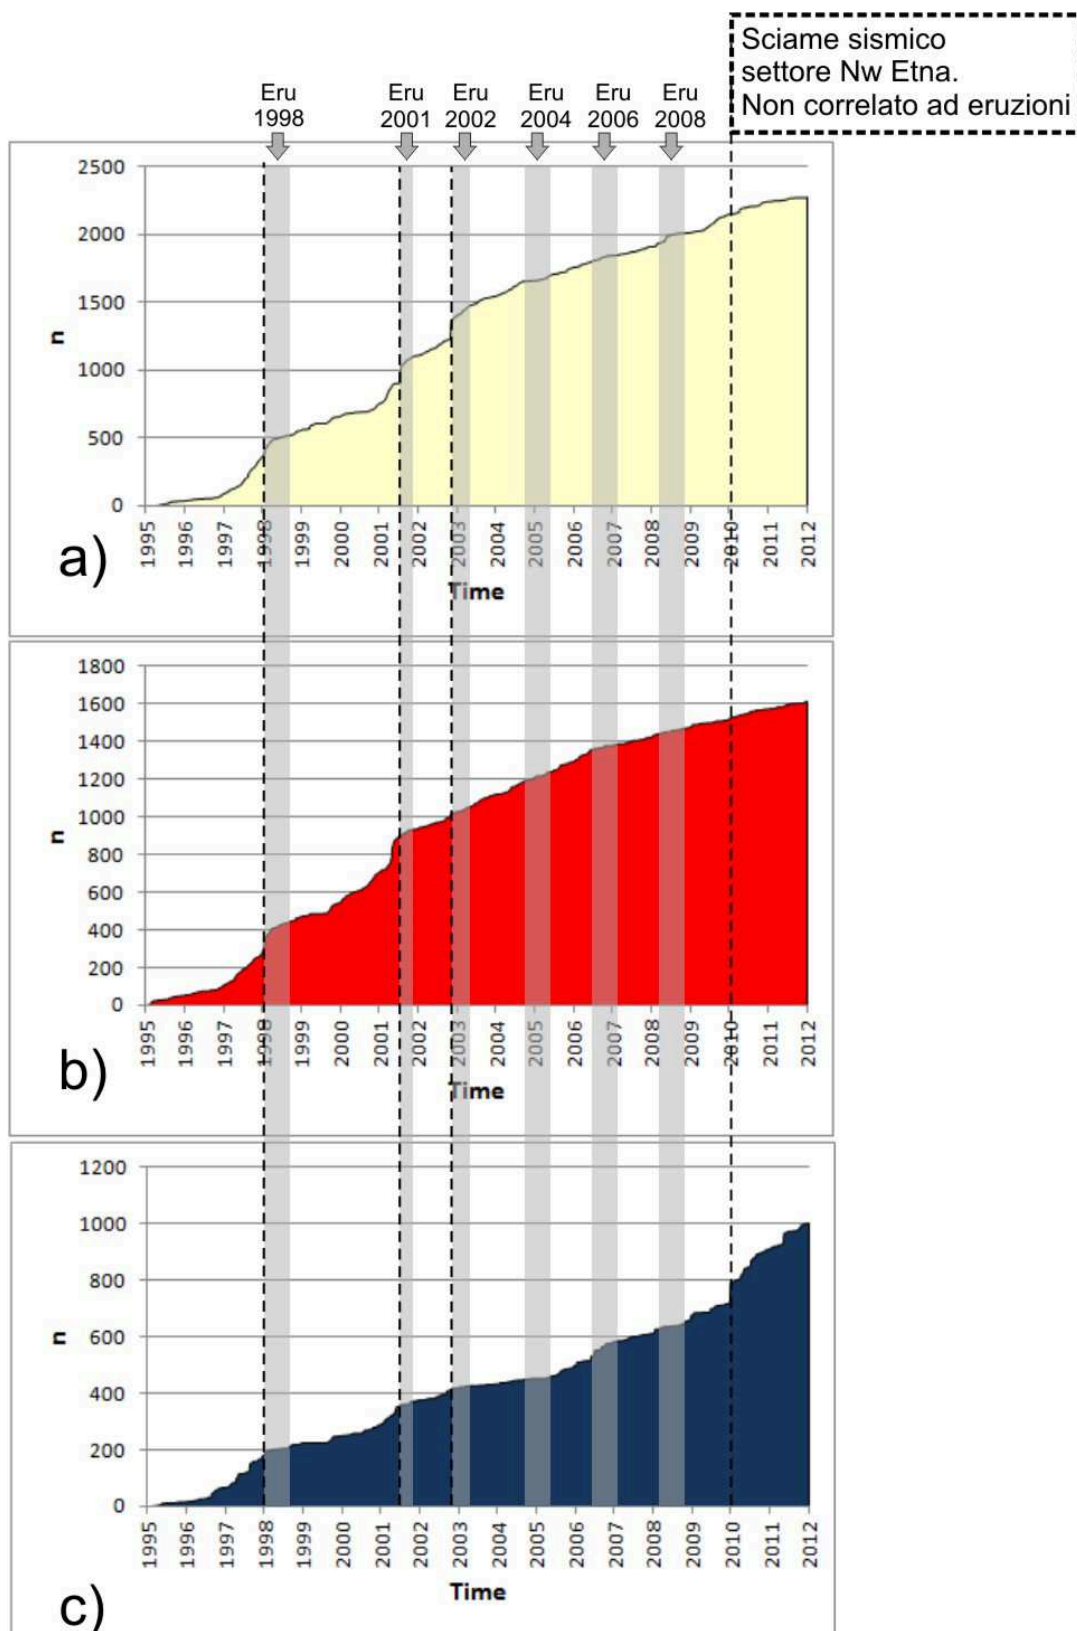 Sciame sismico
settore Nw Etna.
Non correlato ad eruzioni
Eru
1998
Eru
2001
Eru
2002
Eru
2004
Eru
2006
Eru
2008
2500
2000
1500
1000
500
0
n
1995 1996 1997 1998 1999 2000 2001 2002 2003 2004 2005 2006 2007 2008 2009 2010 2011 2012
Time
a)
1800
1600
1400
1200
1000
800
600
400
200
0
n
1995 1996 1997 1998 1999 2000 2001 2002 2003 2004 2005 2006 2007 2008 2009 2010 2011 2012
Time
b)
1200
1000
800
600
400
200
0
n
1995 1996 1997 1998 1999 2000 2001 2002 2003 2004 2005 2006 2007 2008 2009 2010 2011 2012
Time
c)